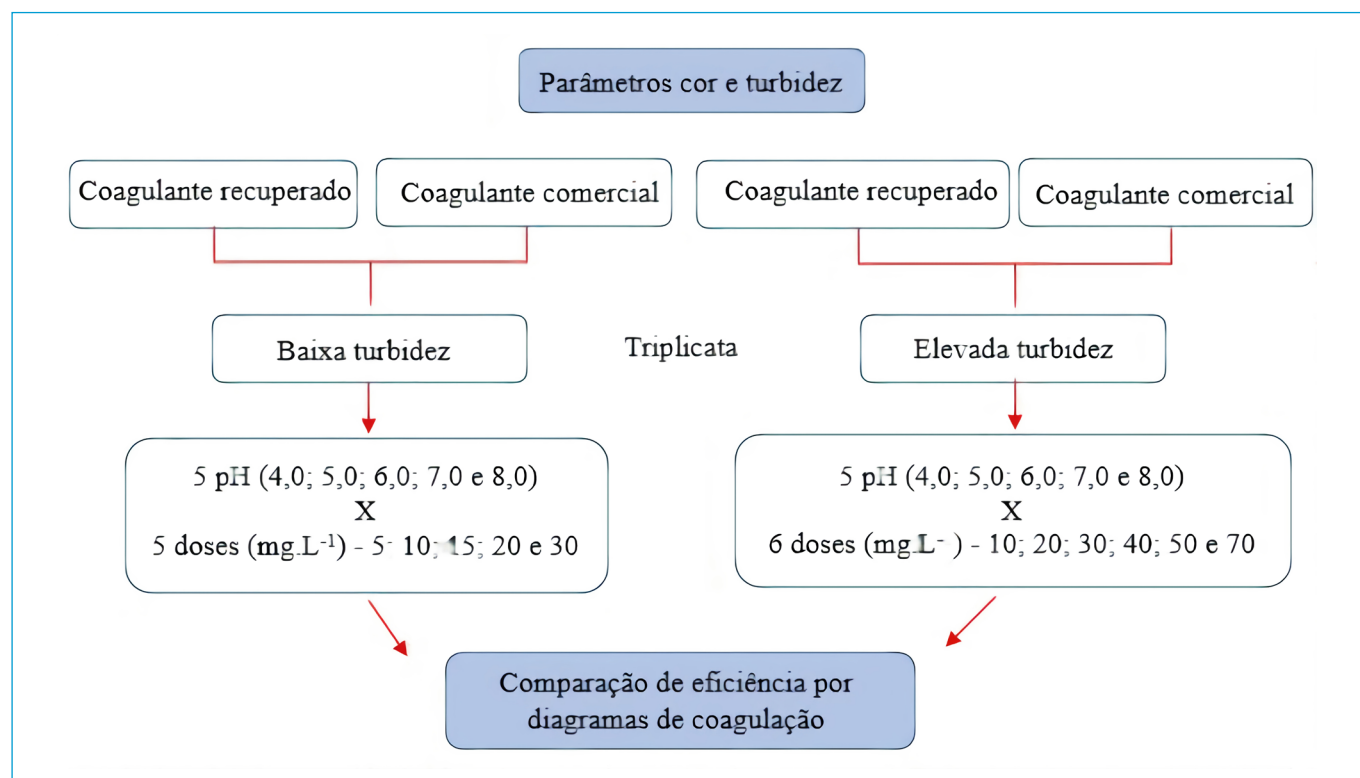 Parâmetros cor e turbidez
Coagulante recuperado
Coagulante comercial
Coagulante recuperado
Coagulante comercial
Baixa turbidez
Triplicata
Elevada turbidez
5 pH (4,0; 5,0; 6,0; 7,0 e 8,0)
X
5 doses (mg.L⁻¹) - 5 10; 15; 20 e 30
5 pH (4,0; 5,0; 6,0; 7,0 e 8,0)
X
6 doses (mg.L⁻ ) - 10; 20; 30; 40; 50 e 70
Comparação de eficiência por
diagramas de coagulação